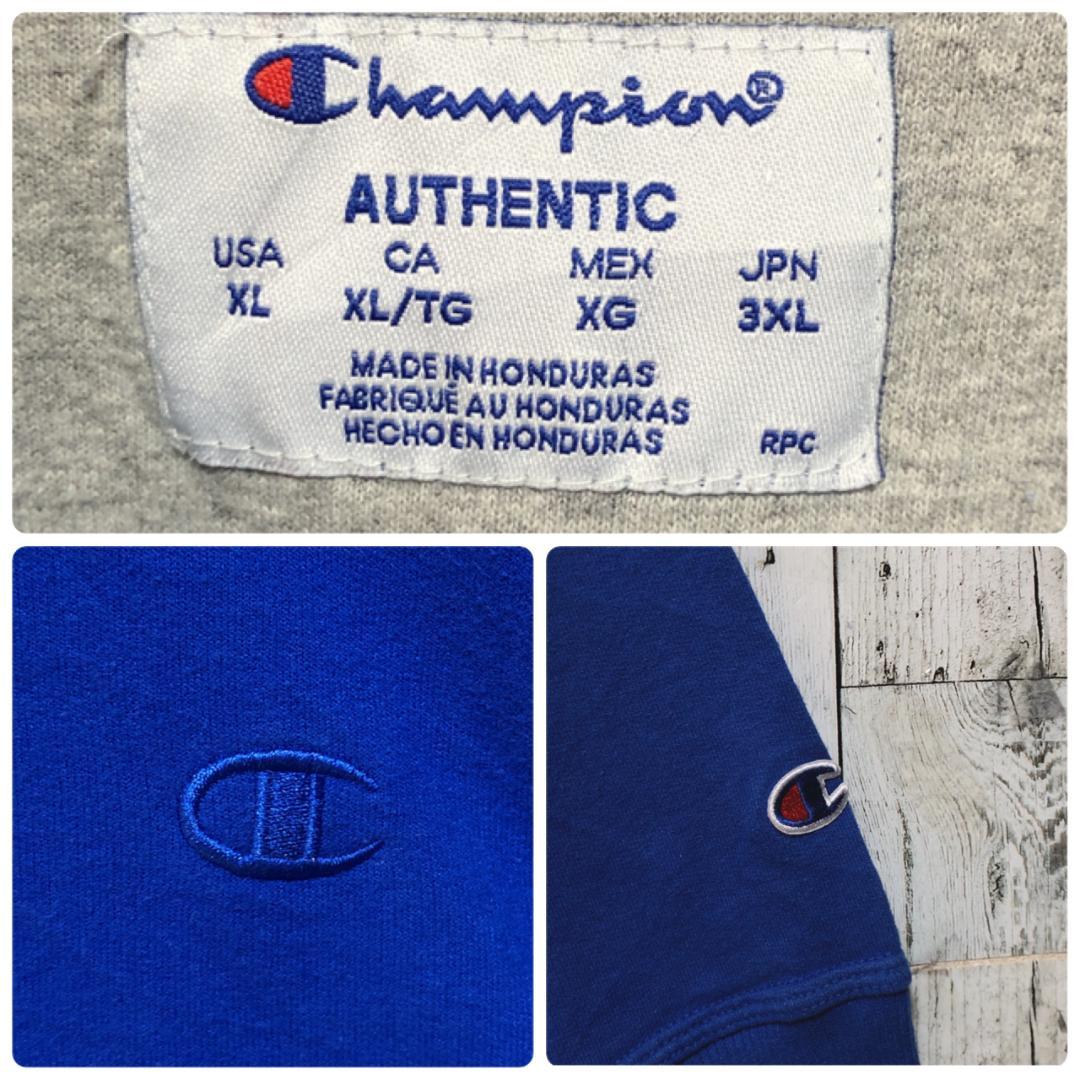 Champion®
AUTHENTIC
USA CA MEX JPN
XL XL/TG XG 3XL
MADE IN HONDURAS
FABRIQUÉ AU HONDURAS
HECHO EN HONDURAS RPC